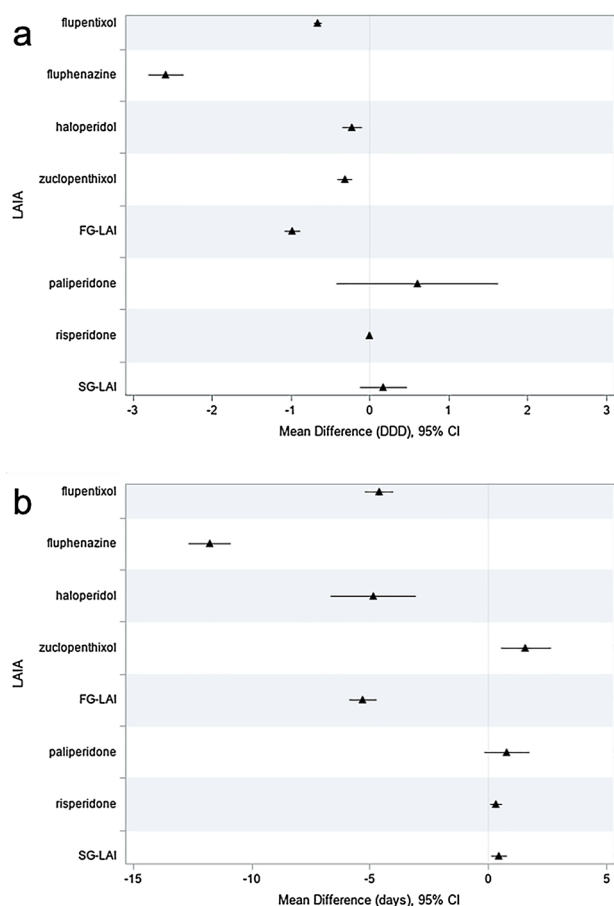 a
flupentixol
fluphenazine
haloperidol
zuclopenthixol
FG-LAI
paliperidone
risperidone
SG-LAI
LAIA
-3 -2 -1 0 1 2 3
Mean Difference (DDD), 95% CI
b
flupentixol
fluphenazine
haloperidol
zuclopenthixol
FG-LAI
paliperidone
risperidone
SG-LAI
LAIA
-15 -10 -5 0 5
Mean Difference (days), 95% CI